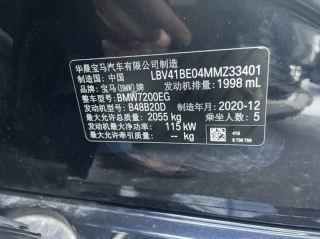 华晨宝马汽车有限公司制造
制造国: 中国 LBV41BE04MMZ33401
品牌: 宝马(BMW)牌 发动机排量: 1998 mL
整车型号: BMW7200EG
发动机型号: B48B20D 制造年月: 2020-12
最大允许总质量: 2055 kg 乘坐人数: 5
发动机最大净功率: 115 kW
最大允许牵引质量: -- kg